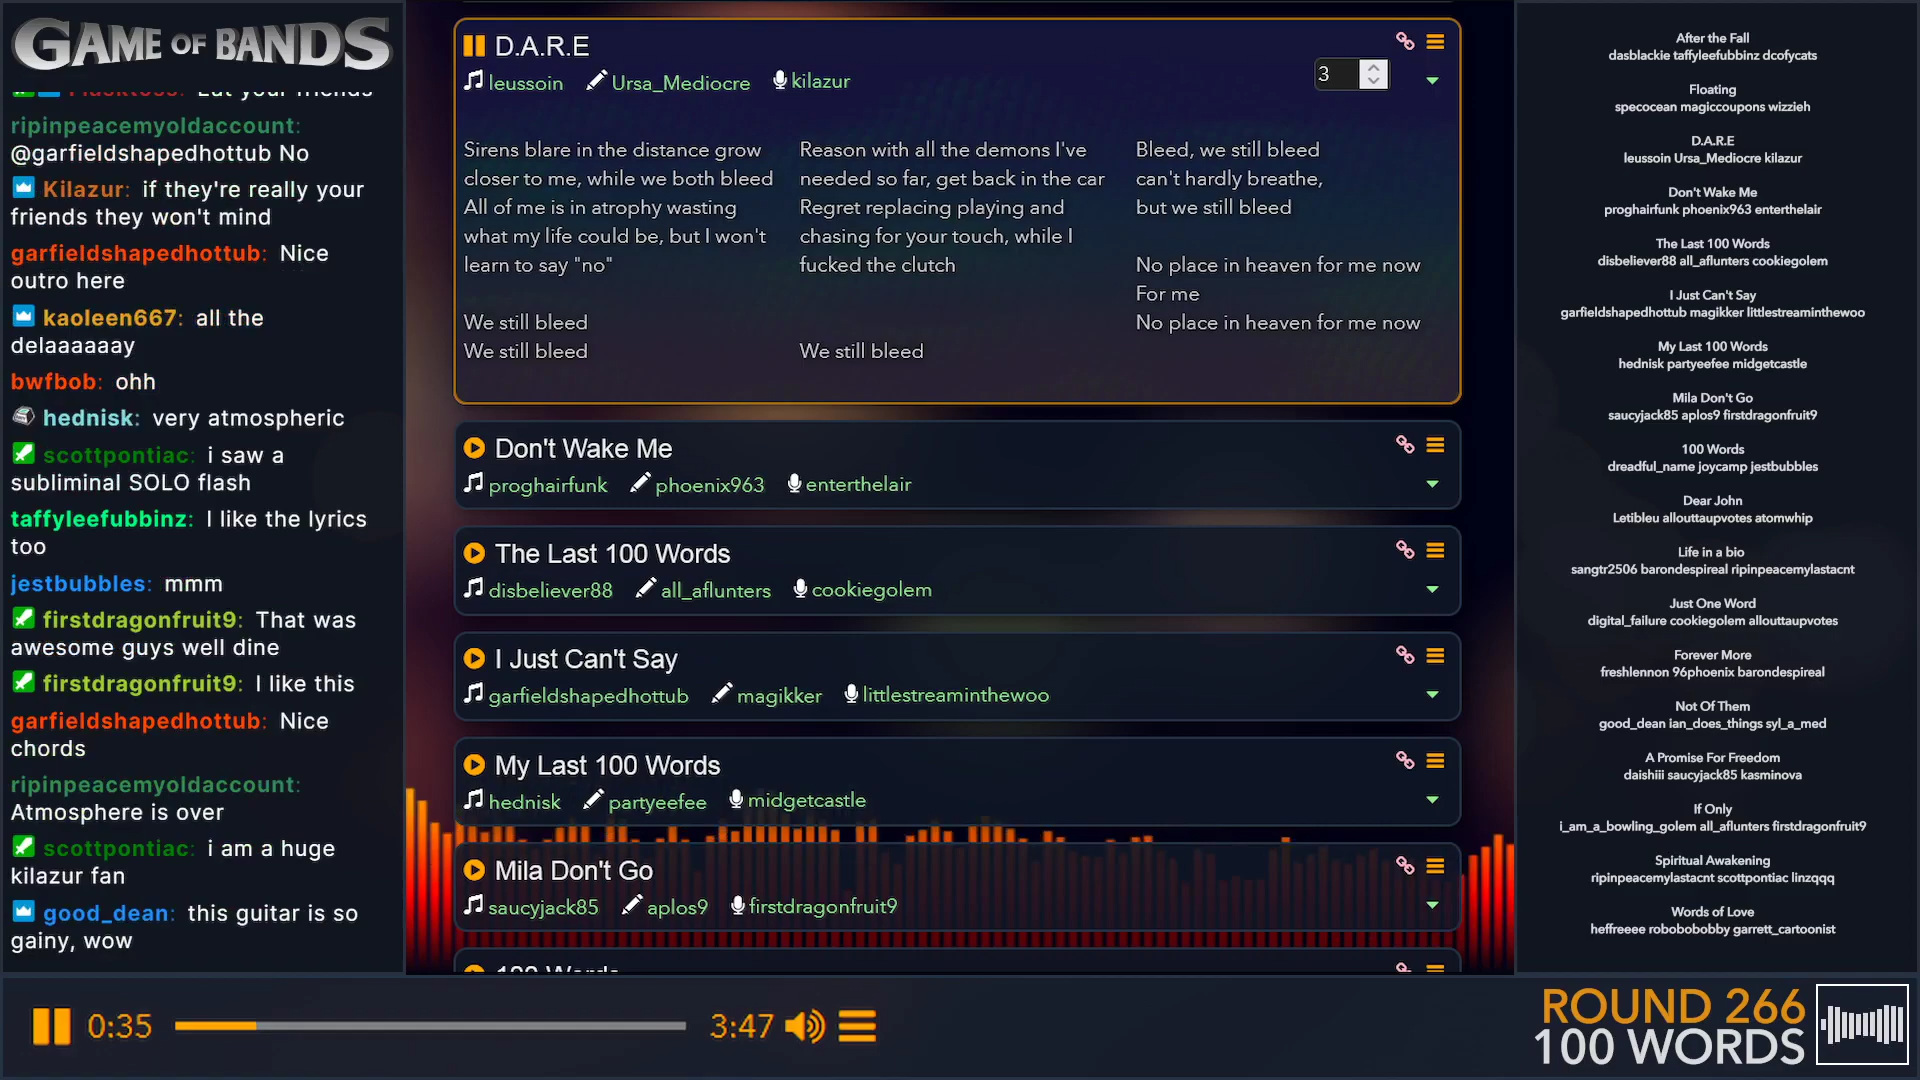 GAME OF BANDS
ripinpeacemyoldaccount:
@garfieldshapedhottub No
Kilazur: if they're really your
friends they won't mind
garfieldshapedhottub: Nice
outro here
kaoleen667: all the
delaaaaaay
bwfbob: ohh
hednisk: very atmospheric
scottpontiac: i saw a
subliminal SOLO flash
taffyleefubbinz: I like the lyrics
too
jestbubbles: mmm
firstdragonfruit9: That was
awesome guys well dine
firstdragonfruit9: I like this
garfieldshapedhottub: Nice
chords
ripinpeacemyoldaccount:
Atmosphere is over
scottpontiac: i am a huge
kilazur fan
good_dean: this guitar is so
gainy, wow
D.A.R.E
leussoin Ursa_Mediocre kilazur
3
Sirens blare in the distance grow
closer to me, while we both bleed
All of me is in atrophy wasting
what my life could be, but I won't
learn to say "no"
We still bleed
We still bleed
Reason with all the demons I've
needed so far, get back in the car
Regret replacing playing and
chasing for your touch, while I
fucked the clutch
We still bleed
Bleed, we still bleed
can't hardly breathe,
but we still bleed
No place in heaven for me now
For me
No place in heaven for me now
Don't Wake Me
proghairfunk phoenix963 enterthelair
The Last 100 Words
disbeliever88 all_aflunters cookiegolem
I Just Can't Say
garfieldshapedhottub magikker littlestreaminthewoo
My Last 100 Words
hednisk partyeefee midgetcastle
Mila Don't Go
saucyjack85 aplos9 firstdragonfruit9
100 Words
After the Fall
dasblackie taffyleefubbinz dcofycats
Floating
specocean magiccoupons wizzieh
D.A.R.E
leussoin Ursa_Mediocre kilazur
Don't Wake Me
proghairfunk phoenix963 enterthelair
The Last 100 Words
disbeliever88 all_aflunters cookiegolem
I Just Can't Say
garfieldshapedhottub magikker littlestreaminthewoo
My Last 100 Words
hednisk partyeefee midgetcastle
Mila Don't Go
saucyjack85 aplos9 firstdragonfruit9
100 Words
dreadful_name joycamp jestbubbles
Dear John
Letibleu allouttaupvotes atomwhip
Life in a bio
sangtr2506 barondespireal ripinpeacemylastacnt
Just One Word
digital_failure cookiegolem allouttaupvotes
Forever More
freshlennon 96phoenix barondespireal
Not Of Them
good_dean ian_does_things syl_a_med
A Promise For Freedom
daishiii saucyjack85 kasminova
If Only
i_am_a_bowling_golem all_aflunters firstdragonfruit9
Spiritual Awakening
ripinpeacemylastacnt scottpontiac linzqqq
Words of Love
heffreeee robobobobby garrett_cartoonist
0:35
3:47
ROUND 266
100 WORDS